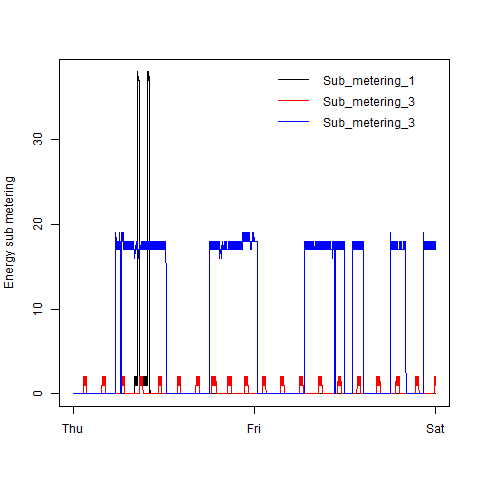 Sub_metering_1
Sub_metering_3
Sub_metering_3
Energy sub metering
30
20
10
0
Thu
Fri
Sat